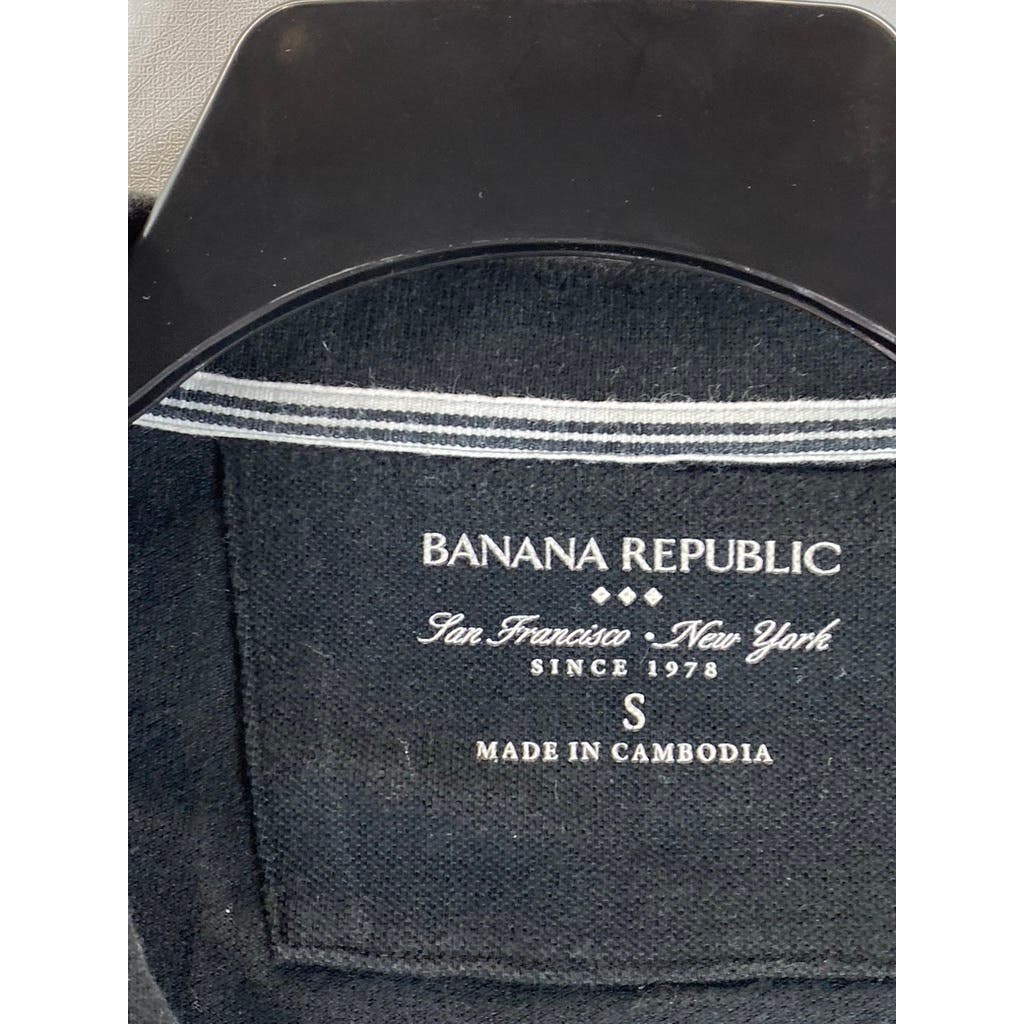 BANANA REPUBLIC
San Francisco · New York
SINCE 1978
S
MADE IN CAMBODIA